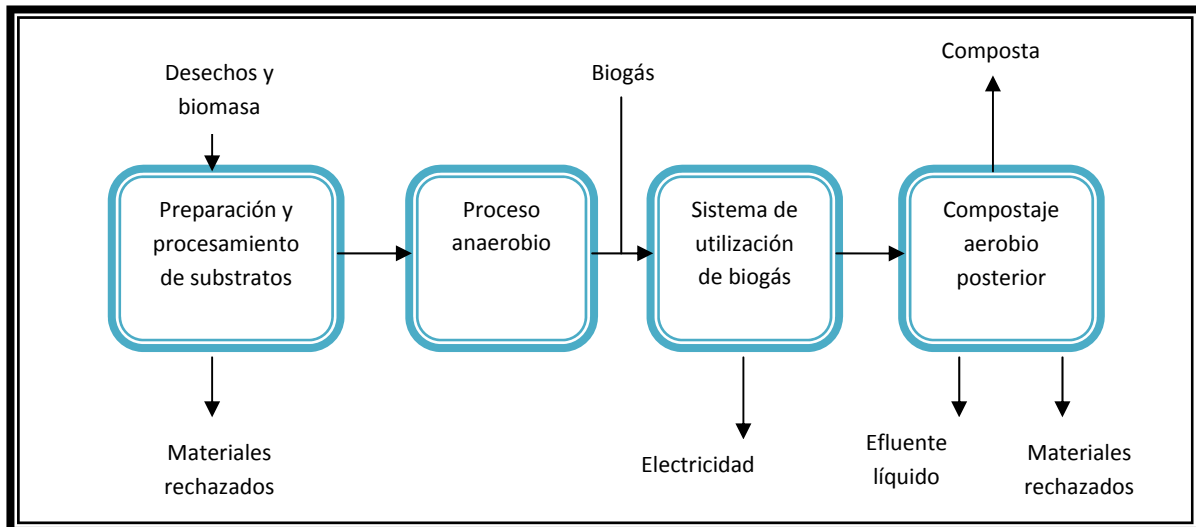 Desechos y
biomasa
Biogás
Composta
Preparación y
procesamiento
de substratos
Proceso
anaerobio
Sistema de
utilización
de biogás
Compostaje
aerobio
posterior
Materiales
rechazados
Electricidad
Efluente
líquido
Materiales
rechazados